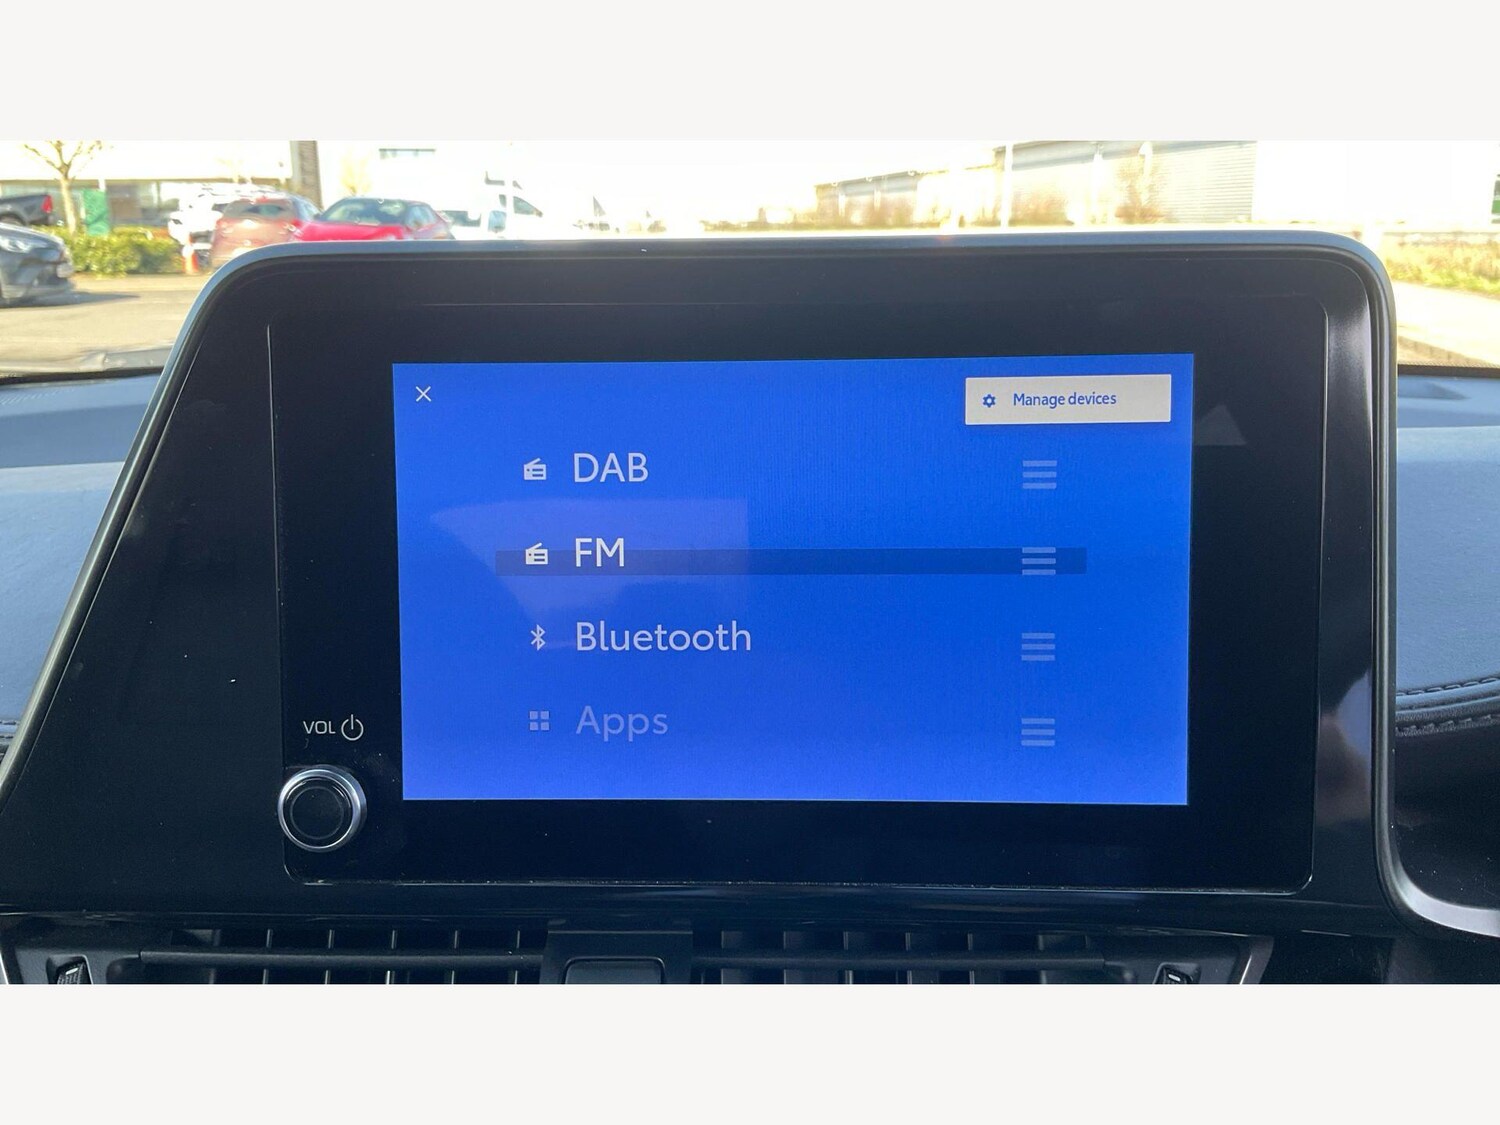 Manage devices
DAB
FM
Bluetooth
Apps
VOL